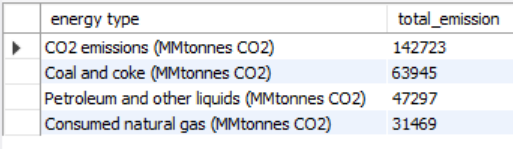 energy type total_emission
CO2 emissions (MMtonnes CO2) 142723
Coal and coke (MMtonnes CO2) 63945
Petroleum and other liquids (MMtonnes CO2) 47297
Consumed natural gas (MMtonnes CO2) 31469